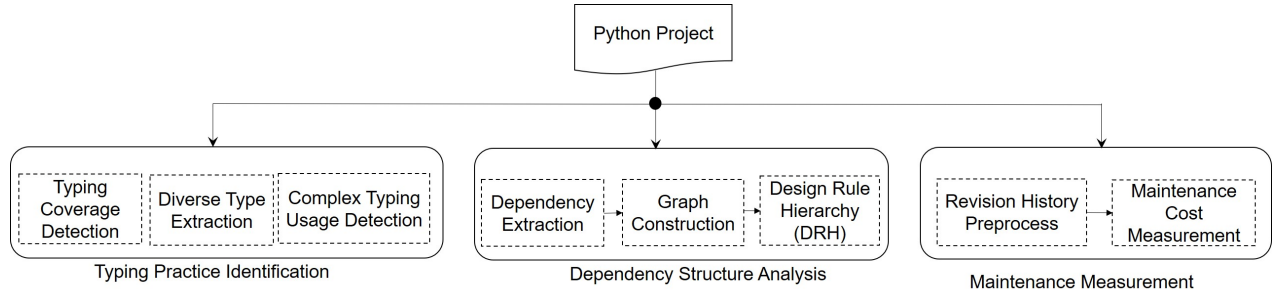 Python Project
Typing
Coverage
Detection
Diverse Type
Extraction
Complex Typing
Usage Detection
Typing Practice Identification
Dependency
Extraction
Graph
Construction
Design Rule
Hierarchy
(DRH)
Dependency Structure Analysis
Revision History
Preprocess
Maintenance
Cost
Measurement
Maintenance Measurement